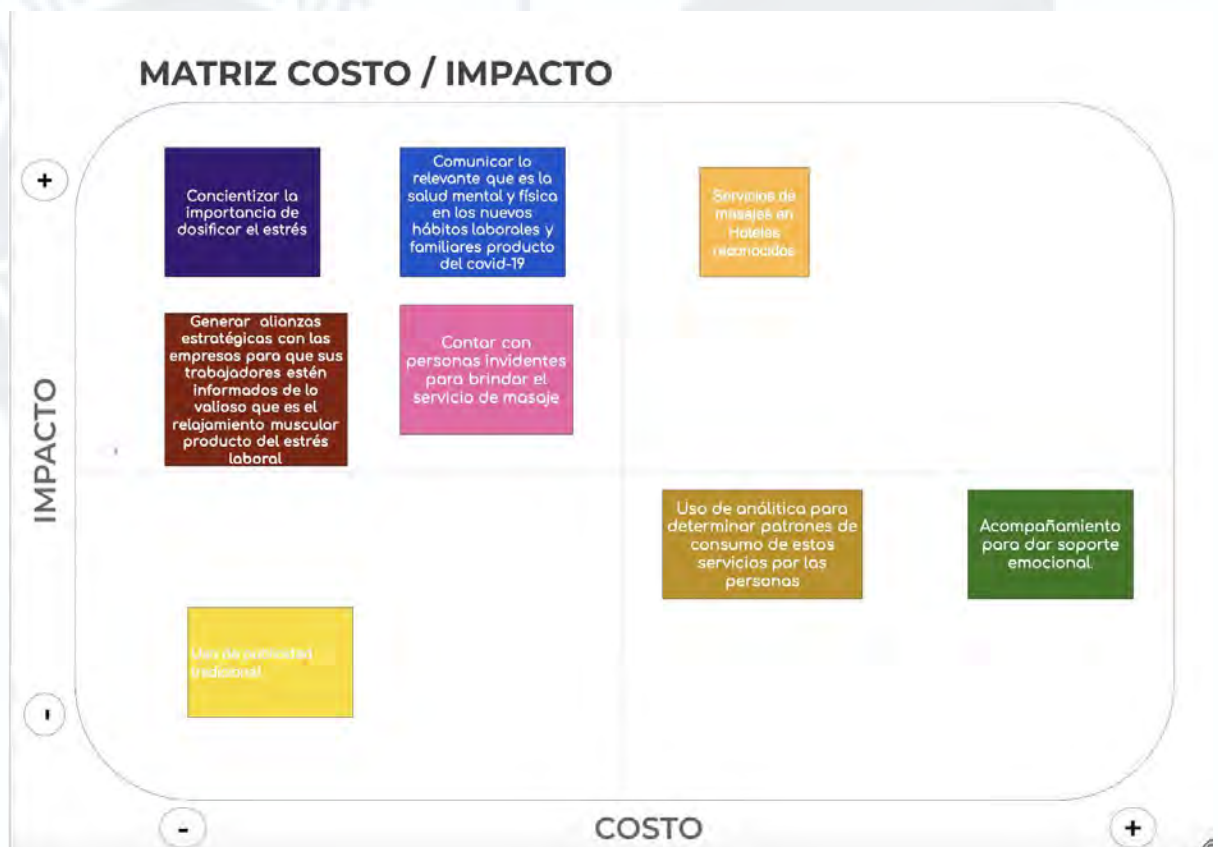 MATRIZ COSTO / IMPACTO
+
Concientizar la
importancia de
dosificar el estrés
Comunicar lo
relevante que es la
salud mental y física
en los nuevos
hábitos laborales y
familiares producto
del covid-19
Servicios de
masajes en
Hoteles
reconocidos
Generar alianzas
estratégicas con las
empresas para que sus
trabajadores estén
informados de lo
valioso que es el
relajamiento muscular
producto del estrés
laboral
Contar con
personas invidentes
para brindar el
servicio de masaje
IMPACTO
Uso de análitica para
determinar patrones de
consumo de estos
servicios por las
personas
Acompañamiento
para dar soporte
emocional.
Uso de publicidad
tradicional
-
-
COSTO
+